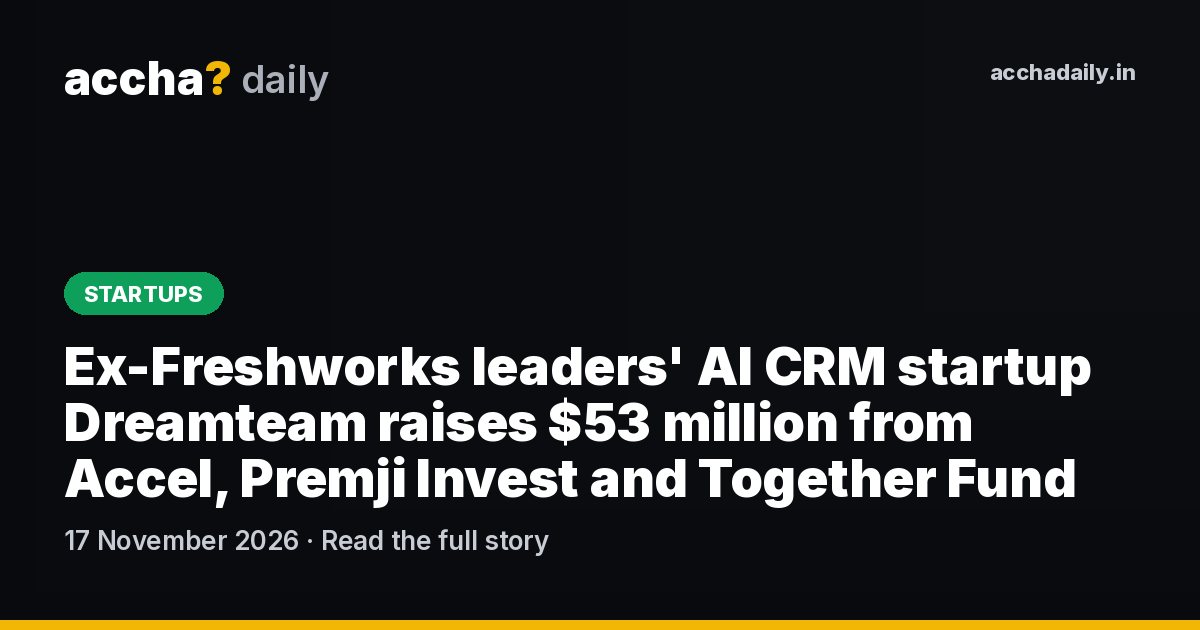 accha? daily
acchadaily.in
STARTUPS
Ex-Freshworks leaders' AI CRM startup
Dreamteam raises $53 million from
Accel, Premji Invest and Together Fund
17 November 2026 · Read the full story